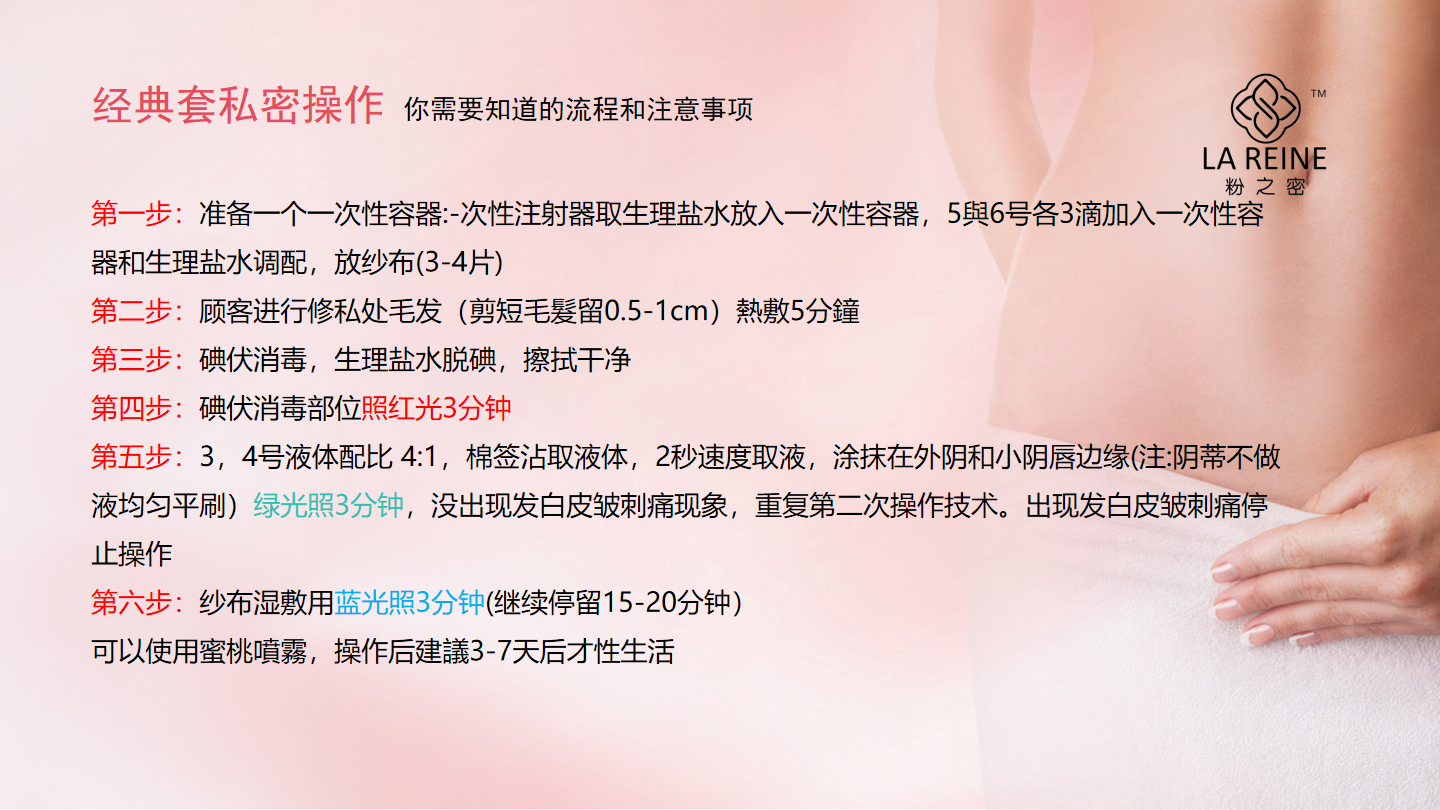 经典套私密操作 你需要知道的流程和注意事项
TM
LA REINE
粉之密
第一步：准备一个一次性容器:-次性注射器取生理盐水放入一次性容器，5與6号各3滴加入一次性容
器和生理盐水调配，放纱布(3-4片)
第二步：顾客进行修私处毛发（剪短毛髮留0.5-1cm）熱敷5分鐘
第三步：碘伏消毒，生理盐水脱碘，擦拭干净
第四步：碘伏消毒部位照红光3分钟
第五步：3，4号液体配比 4:1，棉签沾取液体，2秒速度取液，涂抹在外阴和小阴唇边缘(注:阴蒂不做
液均匀平刷）绿光照3分钟，没出现发白皮皱刺痛现象，重复第二次操作技术。出现发白皮皱刺痛停
止操作
第六步：纱布湿敷用蓝光照3分钟(继续停留15-20分钟）
可以使用蜜桃噴霧，操作后建議3-7天后才性生活